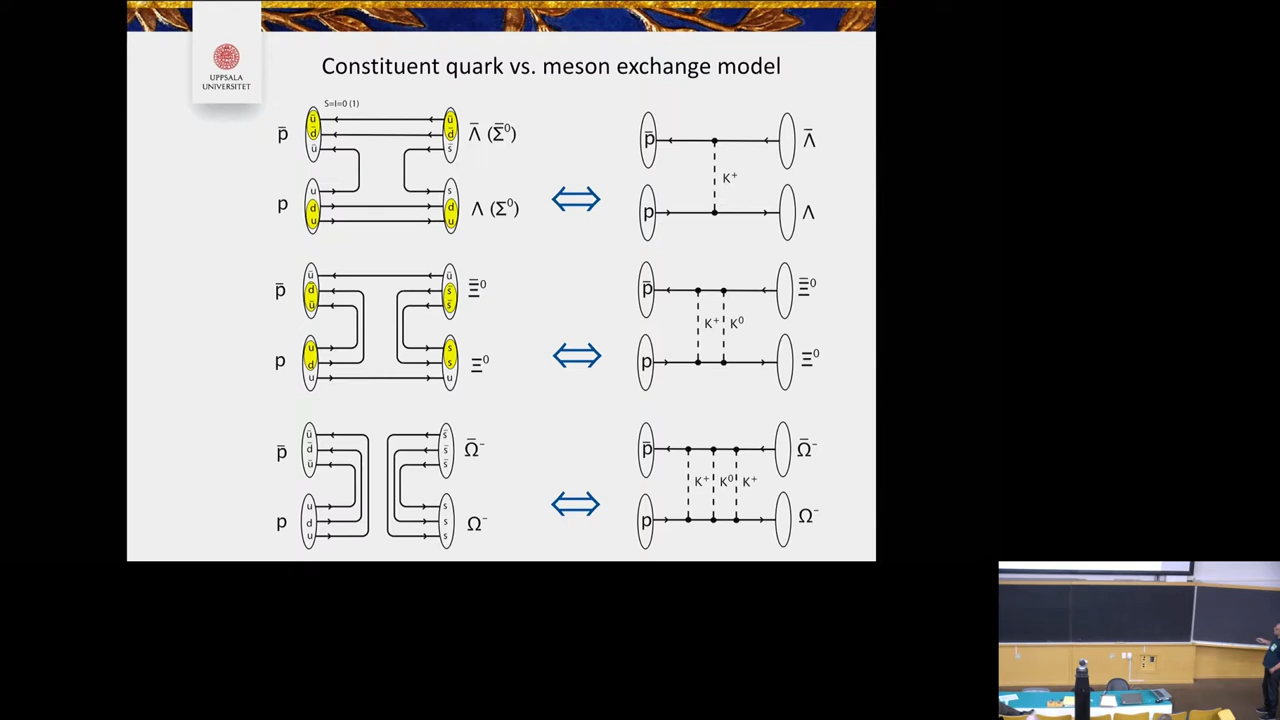 UPPSALA
UNIVERSITET
Constituent quark vs. meson exchange model
S=I=0 (1)
p̄
ū
d̄
ū
ū
d̄
s̄
Λ̄ (Σ̄⁰)
p
u
d
u
s
d
u
Λ (Σ⁰)
p̄
Λ̄
K⁺
p
Λ
p̄
ū
d̄
ū
ū
s̄
s̄
Ξ̄⁰
p
u
d
u
s
s
u
Ξ⁰
p̄
Ξ̄⁰
K⁺ K⁰
p
Ξ⁰
p̄
ū
d̄
ū
s̄
s̄
s̄
Ω̄⁻
p
u
d
u
s
s
s
Ω⁻
p̄
Ω̄⁻
K⁺ K⁰ K⁺
p
Ω⁻